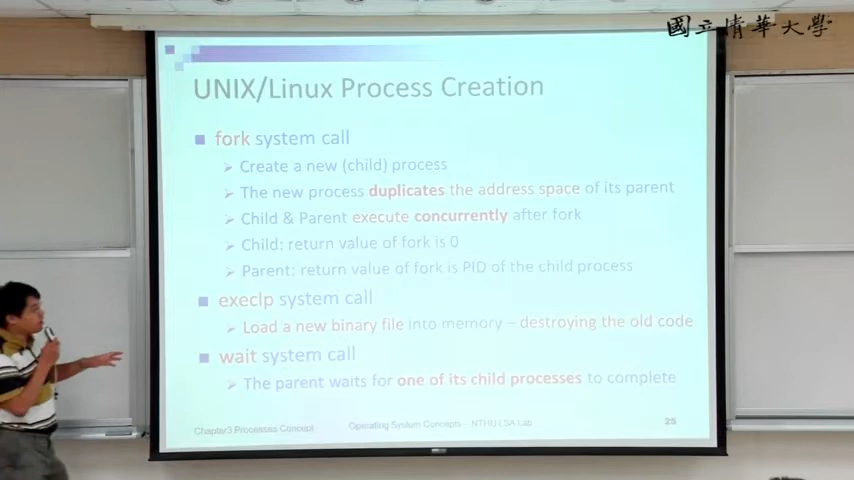 國立清華大學
UNIX/Linux Process Creation
fork system call
Create a new (child) process
The new process duplicates the address space of its parent
Child & Parent execute concurrently after fork
Child: return value of fork is 0
Parent: return value of fork is PID of the child process
execlp system call
Load a new binary file into memory – destroying the old code
wait system call
The parent waits for one of its child processes to complete
Chapter3 Processes Concept
Operating System Concepts – NTHU LSA Lab
25